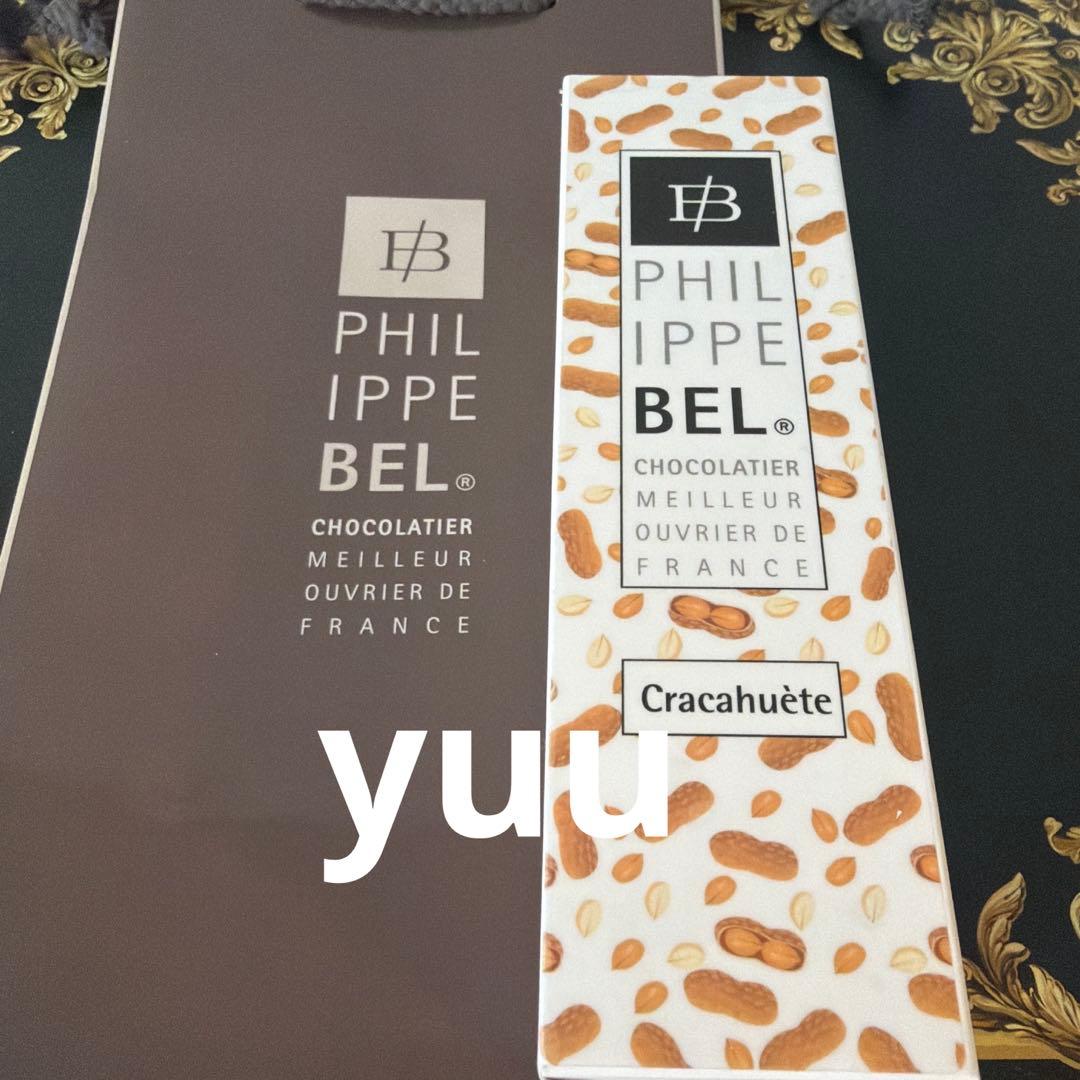 PB
PHIL
IPPE
BEL®
CHOCOLATIER
MEILLEUR
OUVRIER DE
FRANCE
PB
PHIL
IPPE
BEL®
CHOCOLATIER
MEILLEUR
OUVRIER DE
FRANCE
Cracahuète
yuu